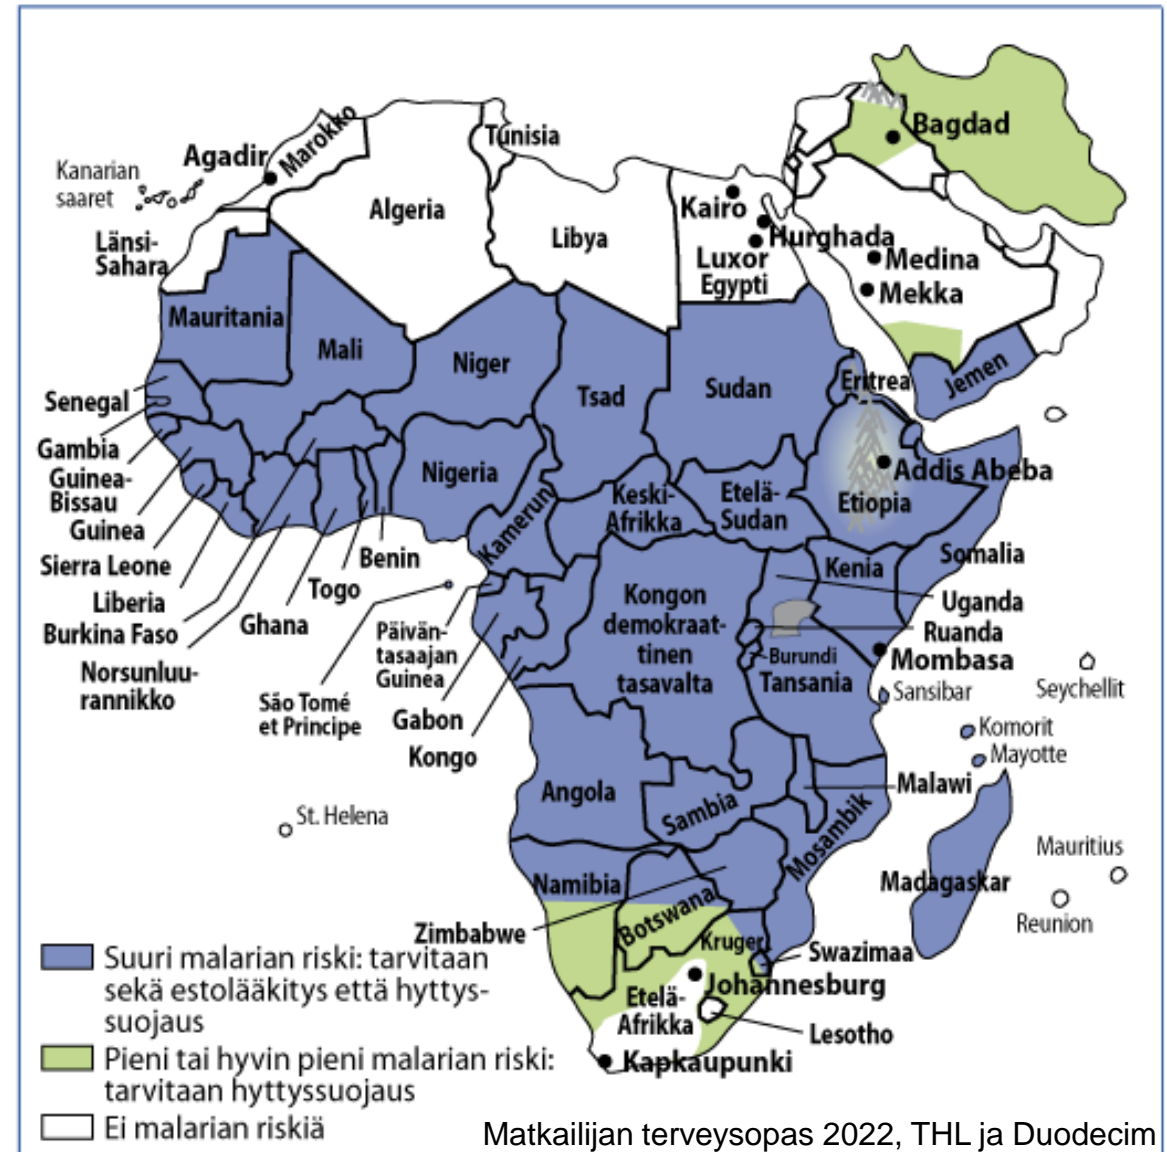 Tunisia
Bagdad
Marokko
Agadir
Kanarian
saaret
Algeria
Kairo
Libya
Hurghada
Länsi-
Sahara
Luxor
Medina
Egypti
Mekka
Mauritania
Mali
Niger
Tsad
Sudan
Eritrea
Jemen
Senegal
Gambia
Guinea-
Bissau
Guinea
Nigeria
Addis Abeba
Keski-
Afrikka
Etelä-
Sudan
Etiopia
Kamerun
Sierra Leone
Benin
Somalia
Kenia
Togo
Liberia
Uganda
Kongon
demokraat-
tinen
tasavalta
Ghana
Burkina Faso
Päivän-
tasaajan
Guinea
Ruanda
Burundi
Mombasa
Norsunluu-
rannikko
Tansania
Sansibar
Seychellit
São Tomé
et Principe
Gabon
Kongo
Komorit
Mayotte
Angola
Malawi
Sambia
St. Helena
Mosambik
Mauritius
Namibia
Madagaskar
Botswana
Reunion
Zimbabwe
Kruger
Swazimaa
Johannesburg
Etelä-
Afrikka
Lesotho
Kapkaupunki
Suuri malarian riski: tarvitaan
sekä estolääkitys että hyttys-
suojaus
Pieni tai hyvin pieni malarian riski:
tarvitaan hyttyssuojaus
Ei malarian riskiä
Matkailijan terveysopas 2022, THL ja Duodecim